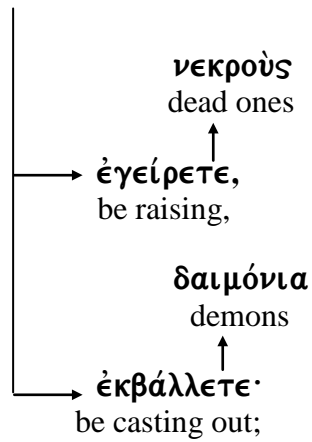 νεκροὺς
dead ones
ἐγείρετε,
be raising,
δαιμόνια
demons
ἐκβάλλετε·
be casting out;